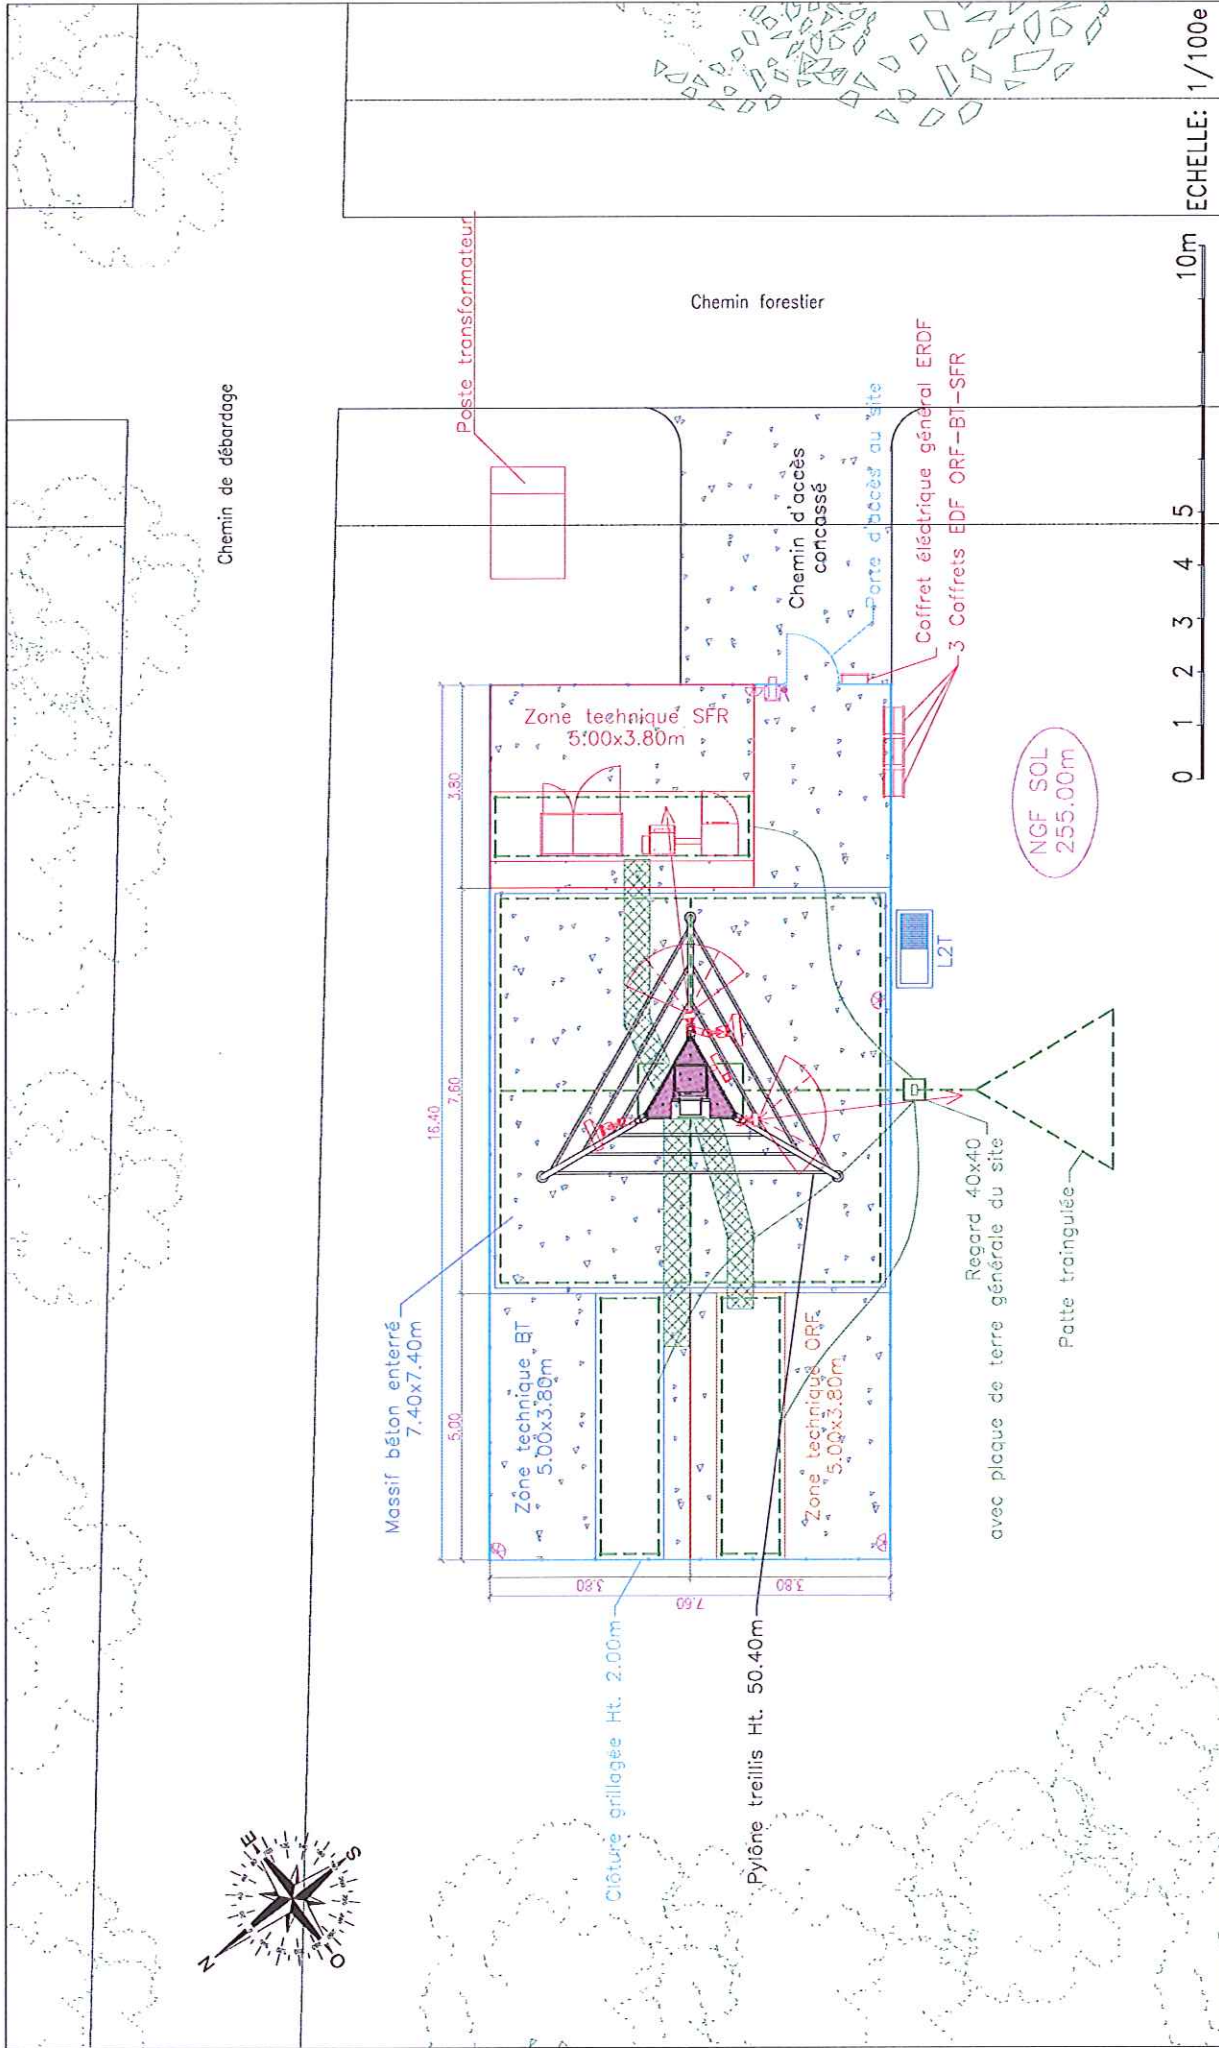 Chemin de débardage
Poste transformateur
Chemin forestier
Massif béton enterré
7.40x7.40m
16.40
5.00
7.60
3.80
Zone technique SFR
5.00x3.80m
Zone technique BT
5.00x3.80m
Zone technique ORF
5.00x3.80m
Chemin d'accès
concassé
Porte d'accès au site
Coffret éléctrique général ERDF
3 Coffrets EDF ORF-BT-SFR
3.80
3.80
7.60
Clôture grillagée Ht. 2.00m
Pylône treillis Ht. 50.40m
L2T
NGF SOL
255.00m
Regard 40x40
avec plaque de terre générale du site
Patte traingulée
N
E
S
O
0 1 2 3 4 5 10m
ECHELLE: 1/100e